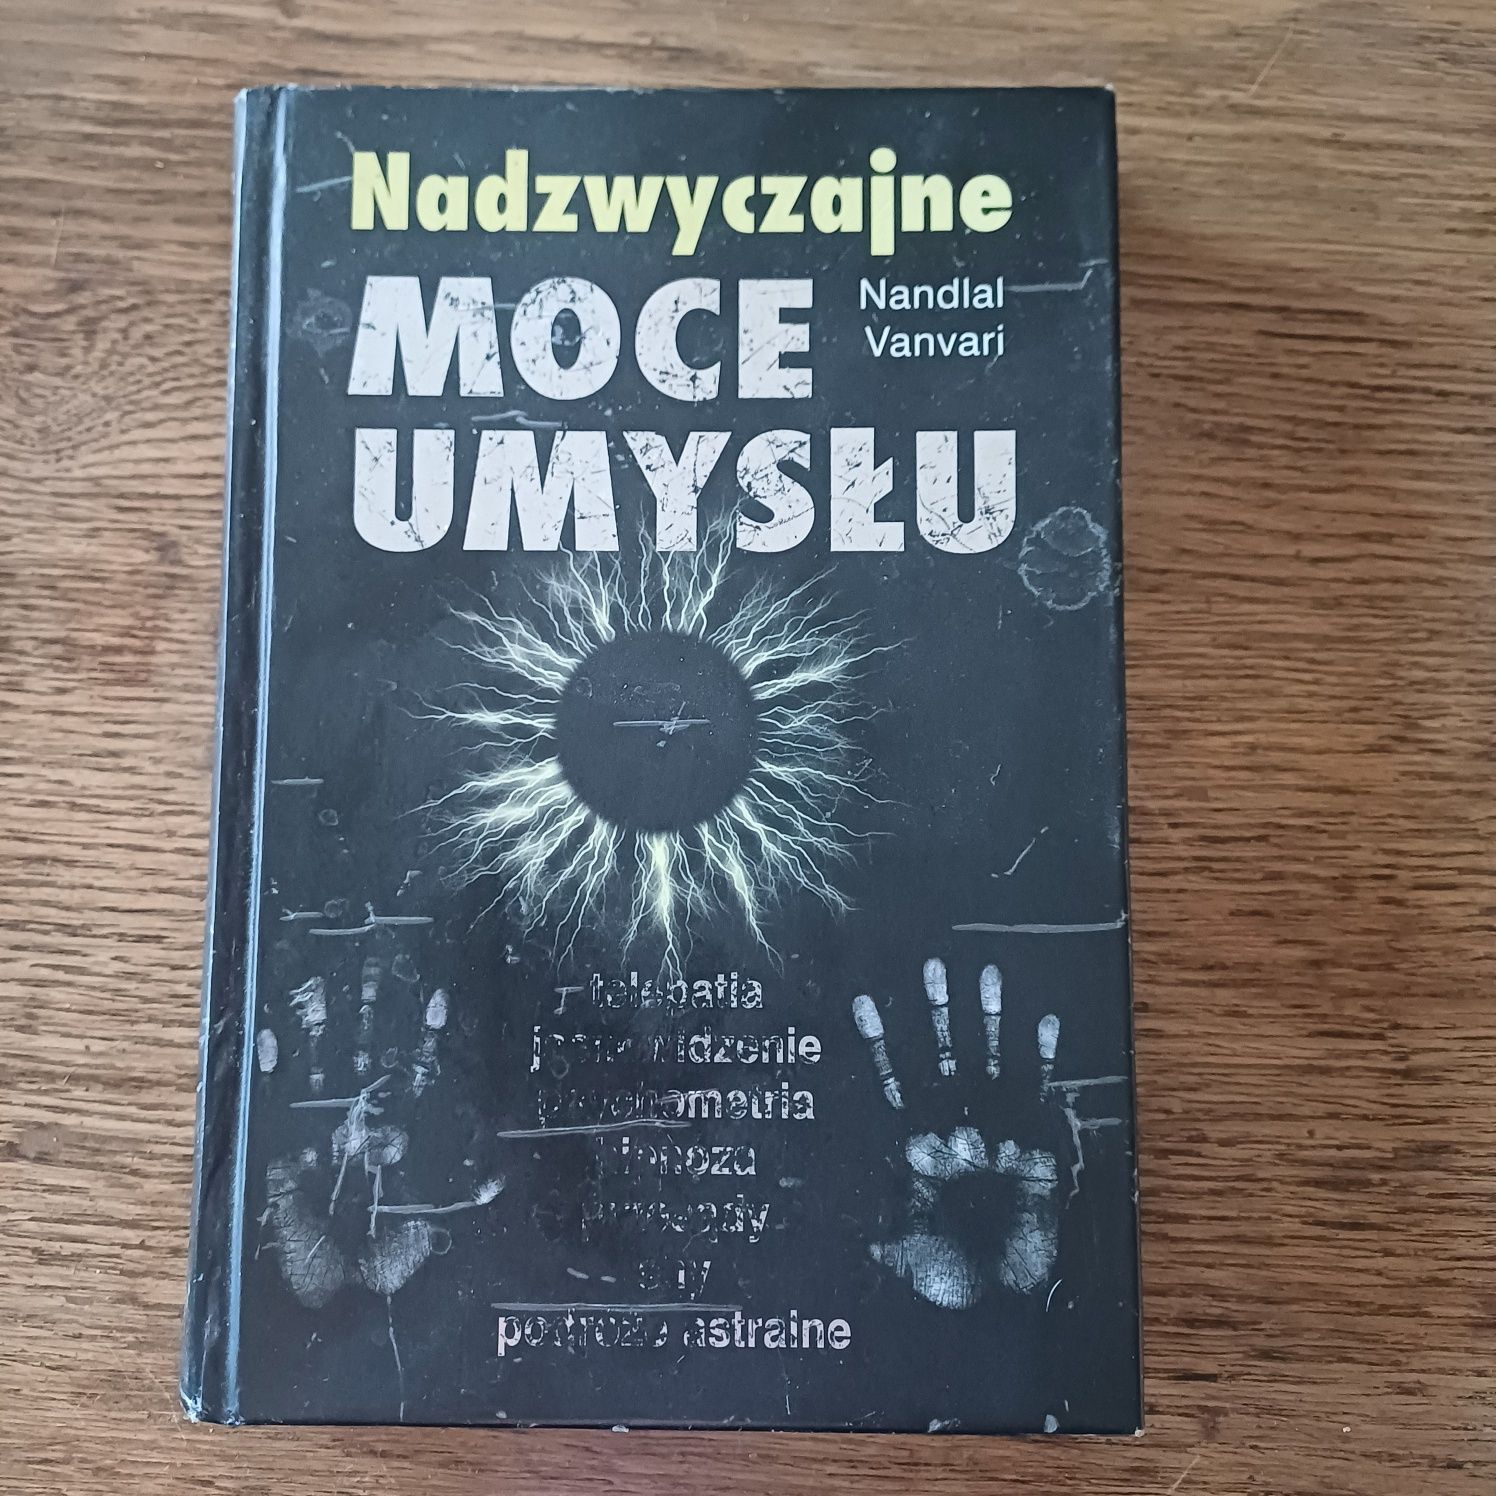 Nadzwyczajne
MOCE
Nandlal
Vanvari
UMYSŁU
telepatia
jasnowidzenie
psychometria
hipnoza
sny
podróże astralne